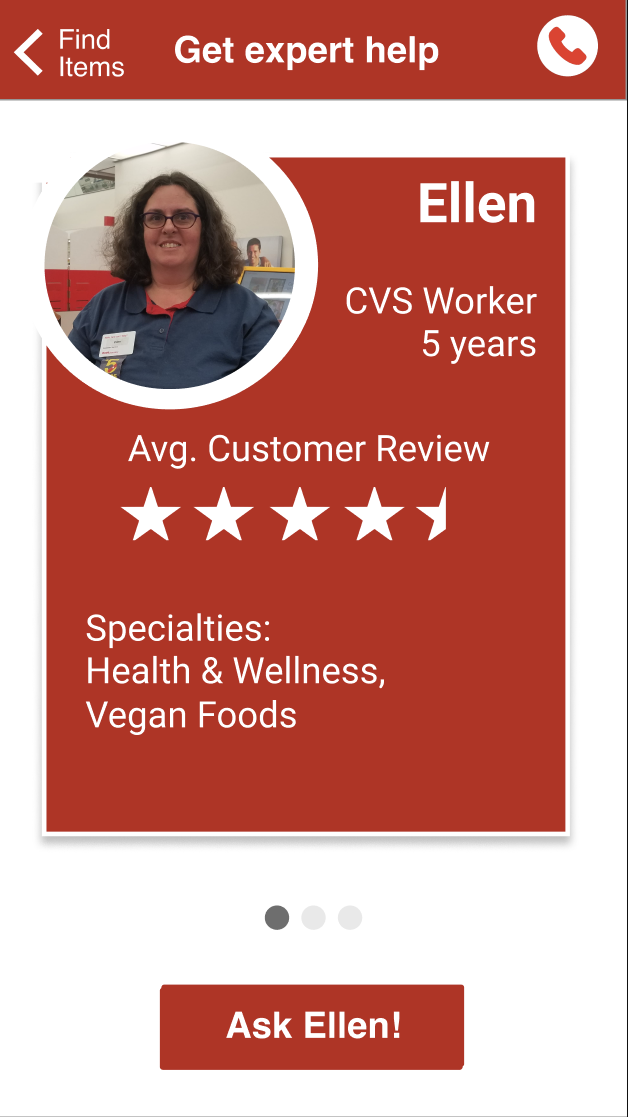 Find
Items
Get expert help
Ellen
CVS Worker
5 years
Avg. Customer Review
Specialties:
Health & Wellness,
Vegan Foods
Ask Ellen!